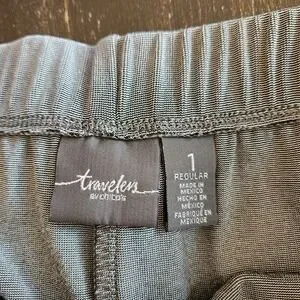 travelers
BY CHICO'S
1
REGULAR
MADE IN
MEXICO
HECHO EN
MEXICO
FABRIQUÉ EN
MEXIQUE